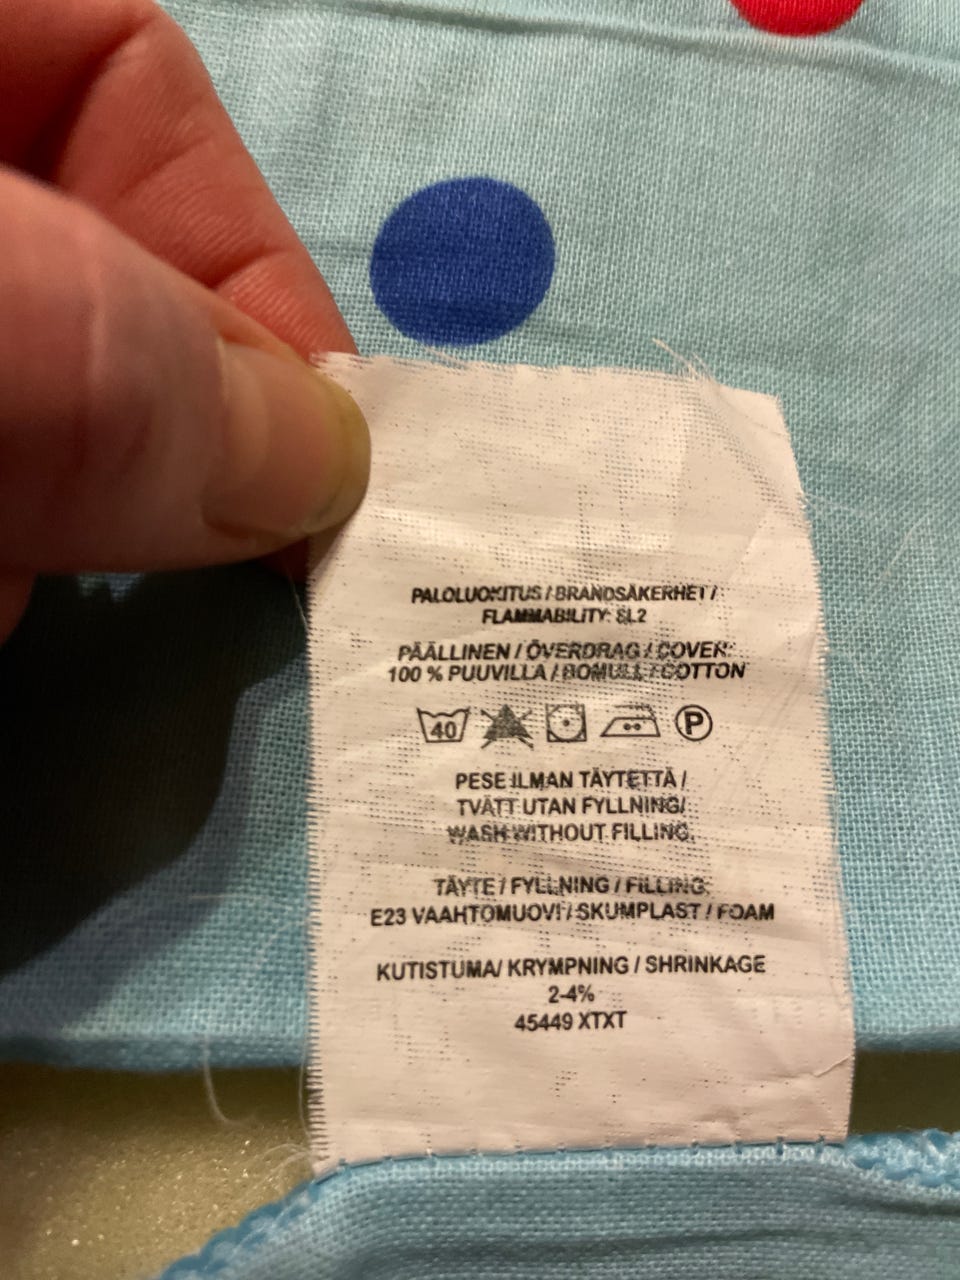 PALOLUOKITUS / BRANDSÄKERHET /
FLAMMABILITY: SL2
PÄÄLLINEN / ÖVERDRAG / COVER:
100 % PUUVILLA / BOMULL / COTTON
40 P
PESE ILMAN TÄYTETTÄ /
TVÄTT UTAN FYLLNING/
WASH WITHOUT FILLING.
TÄYTE / FYLLNING / FILLING:
E23 VAAHTOMUOVI / SKUMPLAST / FOAM
KUTISTUMA/ KRYMPNING / SHRINKAGE
2-4%
45449 XTXT